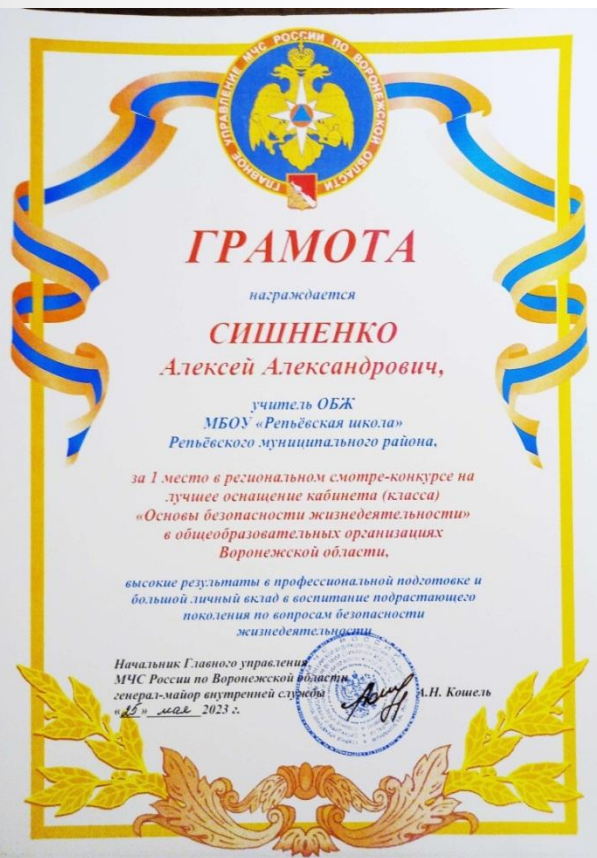 ГЛАВНОЕ УПРАВЛЕНИЕ МЧС РОССИИ ПО ВОРОНЕЖСКОЙ ОБЛАСТИ
ГРАМОТА
награждается
СИШНЕНКО
Алексей Александрович,
учитель ОБЖ
МБОУ «Репьёвская школа»
Репьёвского муниципального района,
за 1 место в региональном смотре-конкурсе на
лучшее оснащение кабинета (класса)
«Основы безопасности жизнедеятельности»
в общеобразовательных организациях
Воронежской области,
высокие результаты в профессиональной подготовке и
большой личный вклад в воспитание подрастающего
поколения по вопросам безопасности
жизнедеятельности
Начальник Главного управления
МЧС России по Воронежской области
генерал-майор внутренней службы А.Н. Кошель
«25» мая 2023 г.